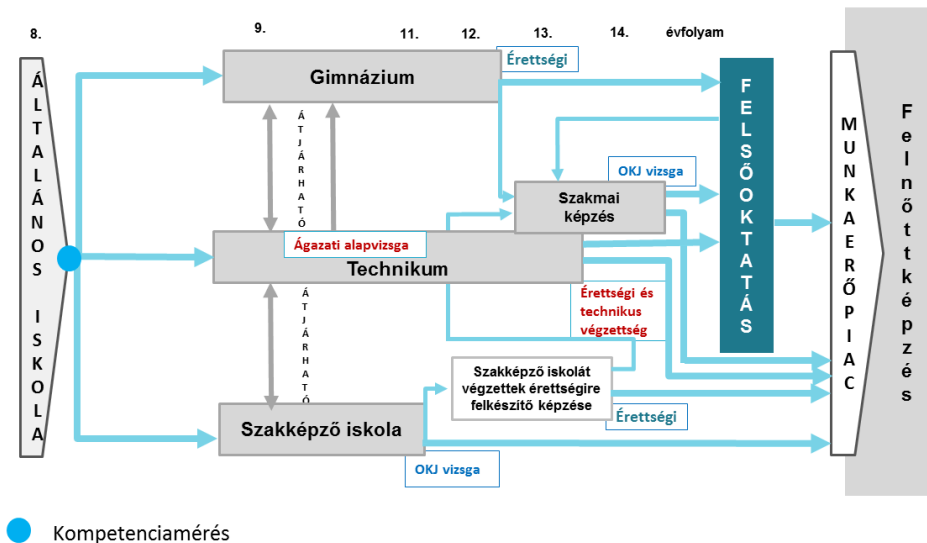 8. 9. 11. 12. 13. 14. évfolyam
ÁLTALÁNOS ISKOLA
Gimnázium
Érettségi
ÁTJÁRHATÓ
FELSŐOKTATÁS
MUNKAERŐPIAC
Felnőttképzés
OKJ vizsga
Szakmai
képzés
Ágazati alapvizsga
Technikum
ÁTJÁRHATÓ
Érettségi és
technikus
végzettség
Szakképző iskolát
végzettek érettségire
felkészítő képzése
Érettségi
Szakképző iskola
OKJ vizsga
Kompetenciamérés